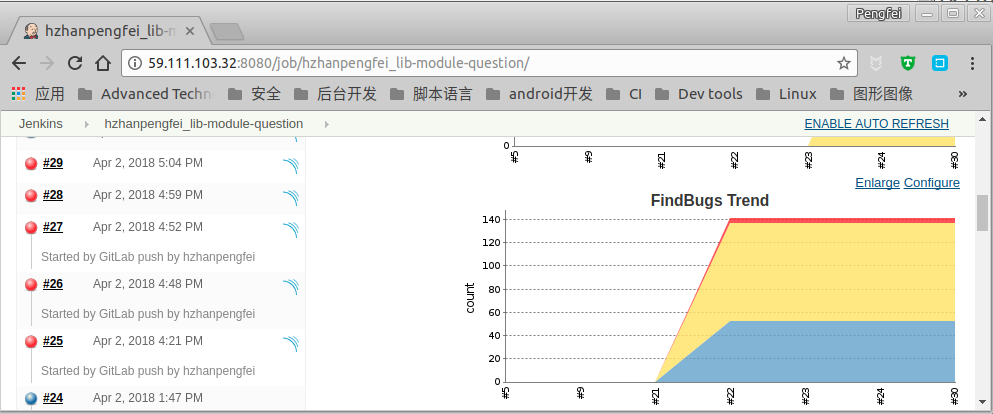 Pengfei
hzhanpengfei_lib-m
59.111.103.32:8080/job/hzhanpengfei_lib-module-question/
应用 Advanced Techn 安全 后台开发 脚本语言 android开发 CI Dev tools Linux 图形图像 »
Jenkins hzhanpengfei_lib-module-question ENABLE AUTO REFRESH
#29 Apr 2, 2018 5:04 PM
#28 Apr 2, 2018 4:59 PM
#27 Apr 2, 2018 4:52 PM
Started by GitLab push by hzhanpengfei
#26 Apr 2, 2018 4:48 PM
Started by GitLab push by hzhanpengfei
#25 Apr 2, 2018 4:21 PM
Started by GitLab push by hzhanpengfei
#24 Apr 2, 2018 1:47 PM
0
#5 #9 #21 #22 #23 #24 #30
Enlarge Configure
FindBugs Trend
count
140
120
100
80
60
40
20
0
#5 #9 #21 #22 #23 #24 #30